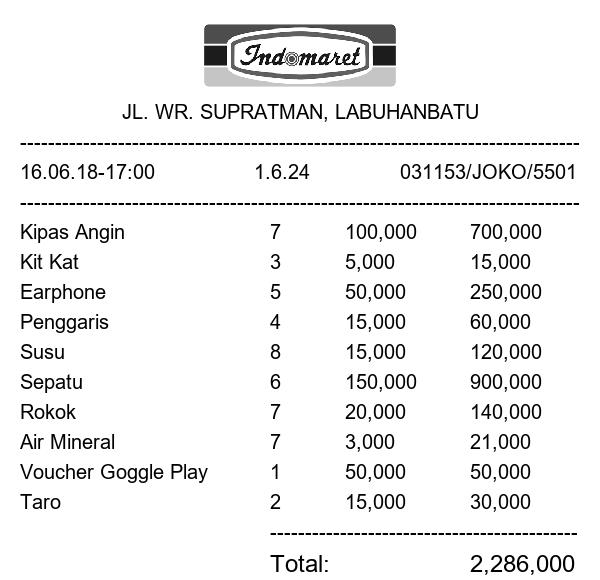 Indomaret
JL. WR. SUPRATMAN, LABUHANBATU
--------------------------------------------------------------------------------
16.06.18-17:00 1.6.24 031153/JOKO/5501
--------------------------------------------------------------------------------
Kipas Angin 7 100,000 700,000
Kit Kat 3 5,000 15,000
Earphone 5 50,000 250,000
Penggaris 4 15,000 60,000
Susu 8 15,000 120,000
Sepatu 6 150,000 900,000
Rokok 7 20,000 140,000
Air Mineral 7 3,000 21,000
Voucher Goggle Play 1 50,000 50,000
Taro 2 15,000 30,000
--------------------------------------------
Total: 2,286,000